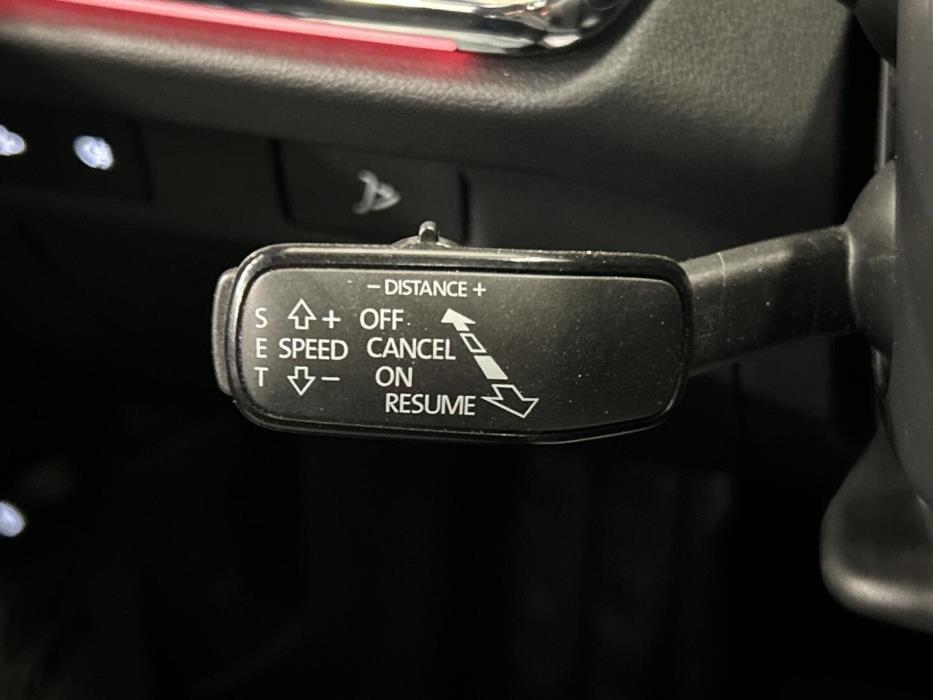 − DISTANCE +
S + OFF
E SPEED CANCEL
T − ON
RESUME